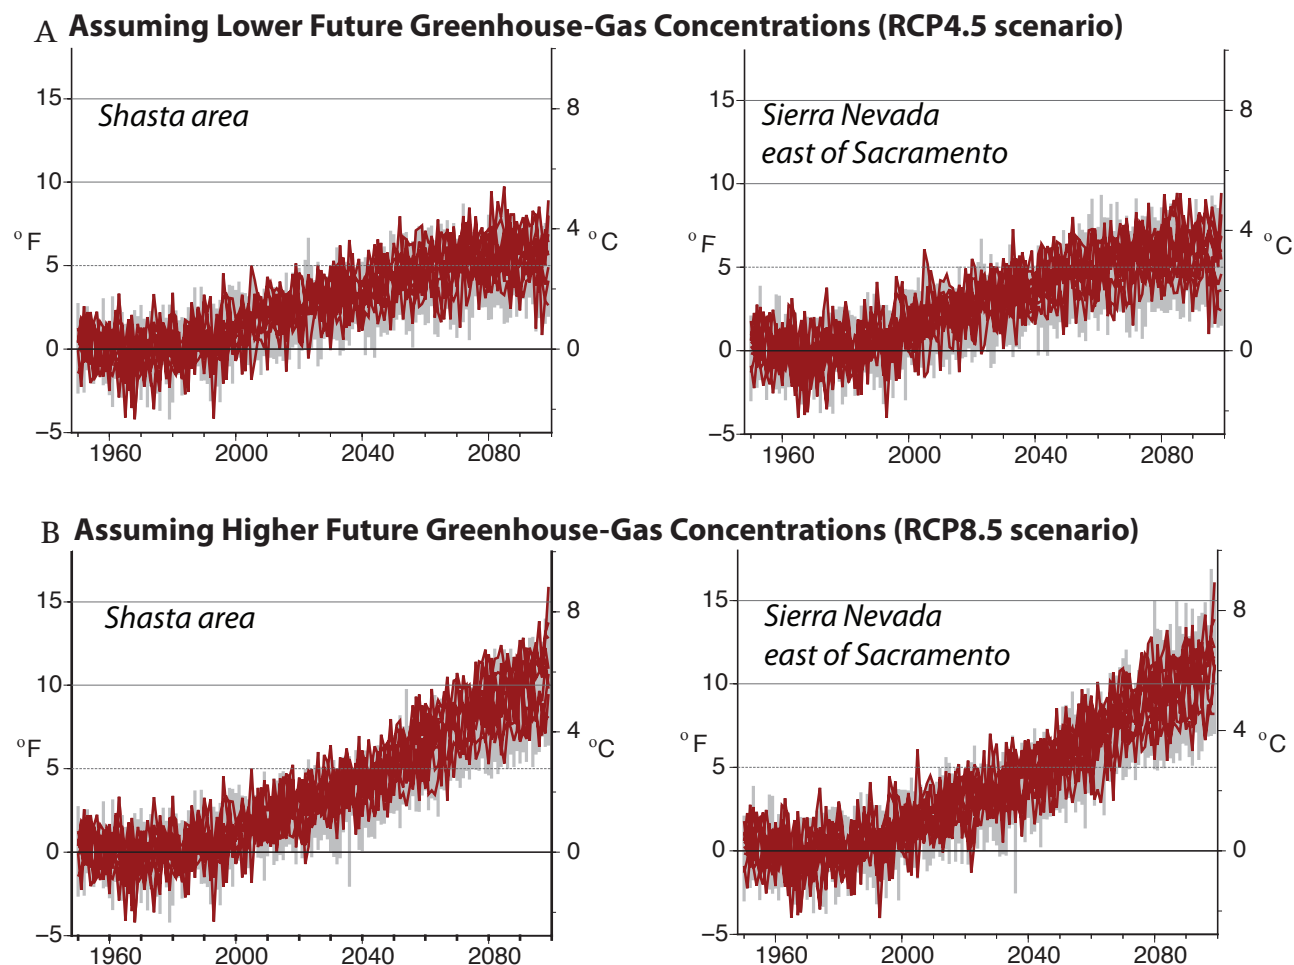 A Assuming Lower Future Greenhouse-Gas Concentrations (RCP4.5 scenario)
Shasta area
15
10
5
0
–5
°F
8
4
0
°C
1960 2000 2040 2080
Sierra Nevada
east of Sacramento
15
10
5
0
–5
°F
8
4
0
°C
1960 2000 2040 2080
B Assuming Higher Future Greenhouse-Gas Concentrations (RCP8.5 scenario)
Shasta area
15
10
5
0
–5
°F
8
4
0
°C
1960 2000 2040 2080
Sierra Nevada
east of Sacramento
15
10
5
0
–5
°F
8
4
0
°C
1960 2000 2040 2080